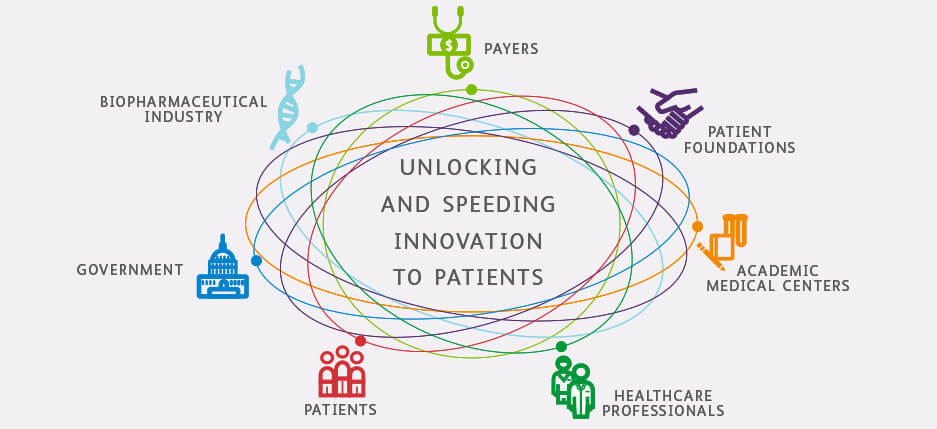 PAYERS
BIOPHARMACEUTICAL
INDUSTRY
PATIENT
FOUNDATIONS
UNLOCKING
AND SPEEDING
INNOVATION
TO PATIENTS
GOVERNMENT
ACADEMIC
MEDICAL CENTERS
PATIENTS
HEALTHCARE
PROFESSIONALS
$